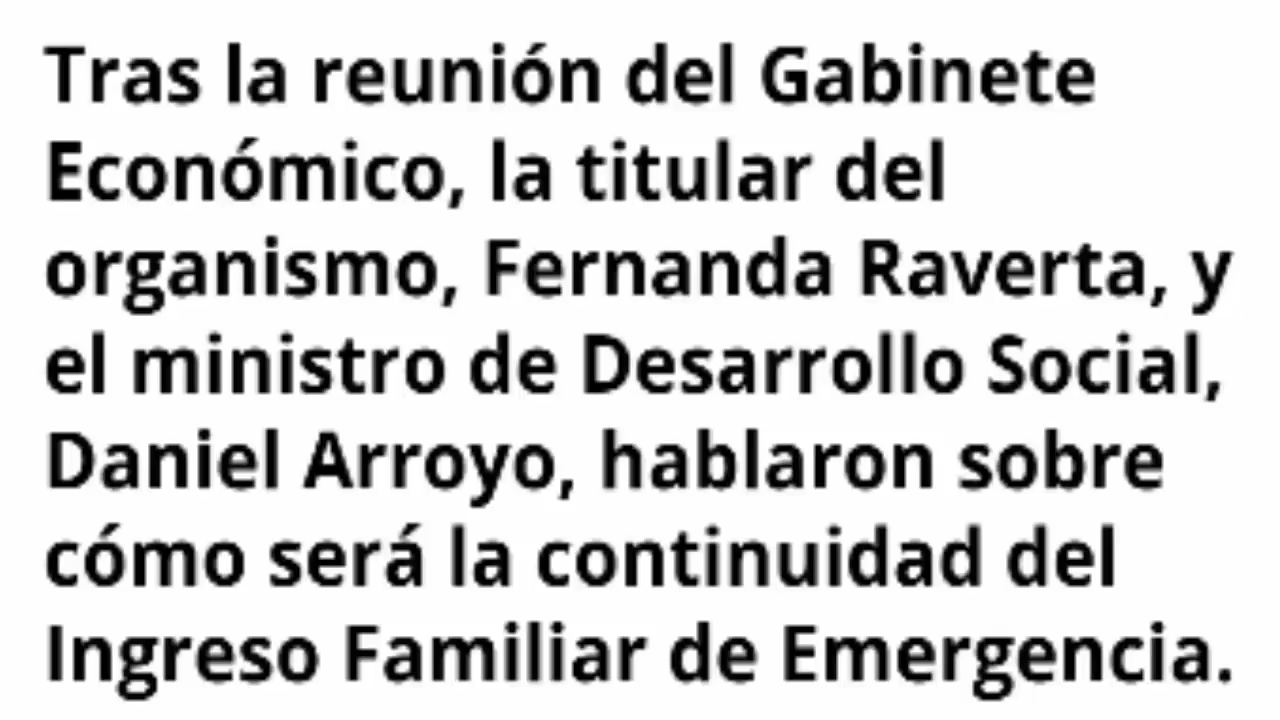 Tras la reunión del Gabinete
Económico, la titular del
organismo, Fernanda Raverta, y
el ministro de Desarrollo Social,
Daniel Arroyo, hablaron sobre
cómo será la continuidad del
Ingreso Familiar de Emergencia.